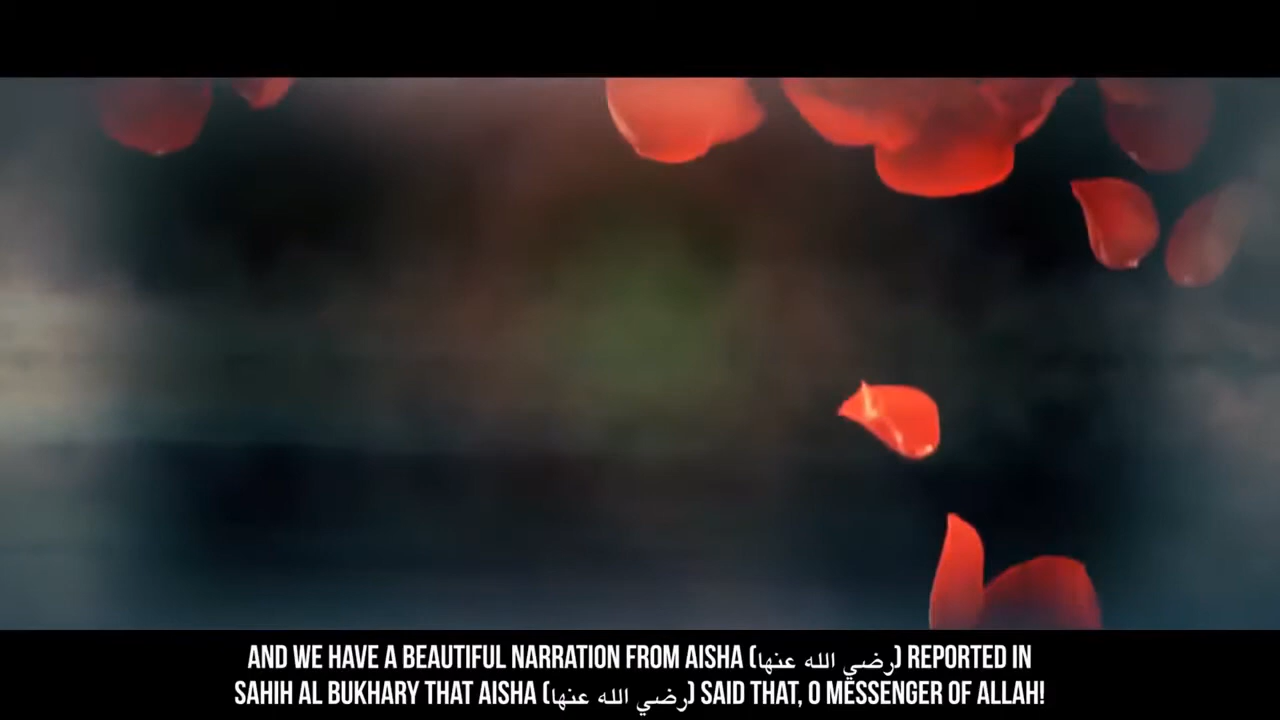 AND WE HAVE A BEAUTIFUL NARRATION FROM AISHA (رضي الله عنها) REPORTED IN
SAHIH AL BUKHARY THAT AISHA (رضي الله عنها) SAID THAT, O MESSENGER OF ALLAH!